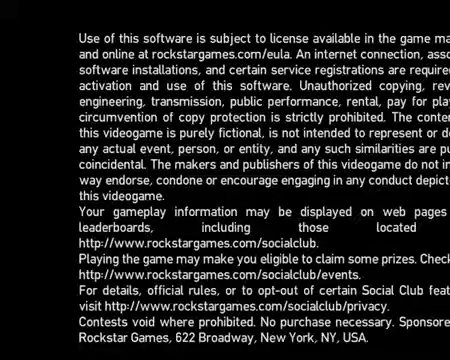 Use of this software is subject to license available in the game ma
and online at rockstargames.com/eula. An internet connection, asso
software installations, and certain service registrations are require
activation and use of this software. Unauthorized copying, rev
engineering, transmission, public performance, rental, pay for pla
circumvention of copy protection is strictly prohibited. The conte
this videogame is purely fictional, is not intended to represent or de
any actual event, person, or entity, and any such similarities are pu
coincidental. The makers and publishers of this videogame do not in
way endorse, condone or encourage engaging in any conduct depict
this videogame.
Your gameplay information may be displayed on web pages
leaderboards, including those located
http://www.rockstargames.com/socialclub.
Playing the game may make you eligible to claim some prizes. Check
http://www.rockstargames.com/socialclub/events.
For details, official rules, or to opt-out of certain Social Club feat
visit http://www.rockstargames.com/socialclub/privacy.
Contests void where prohibited. No purchase necessary. Sponsore
Rockstar Games, 622 Broadway, New York, NY, USA.